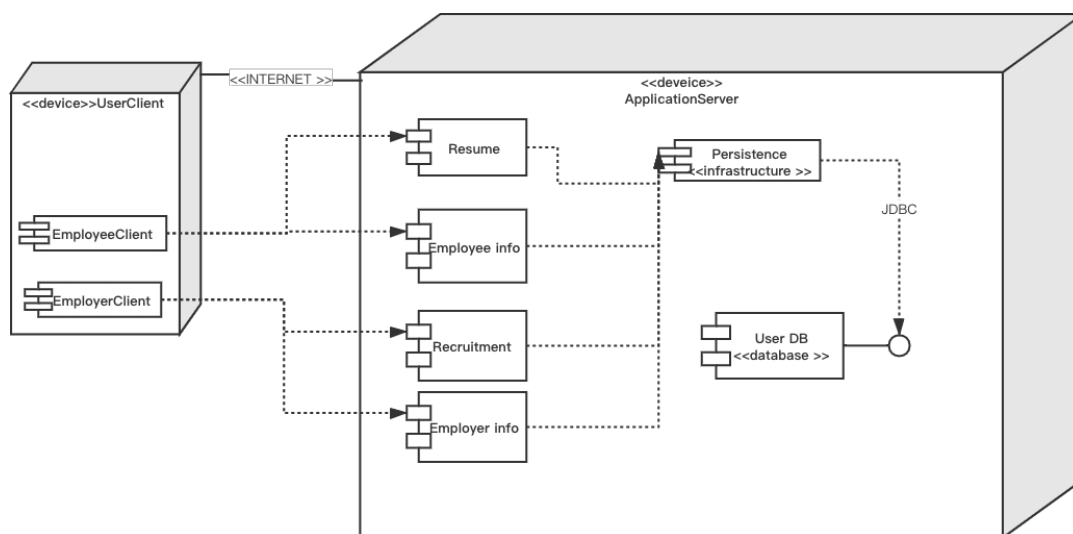 <<INTERNET >>
<<device>>UserClient
<<deveice>>
ApplicationServer
Resume
Persistence
<<infrastructure >>
JDBC
EmployeeClient
Employee info
EmployerClient
Recruitment
User DB
<<database >>
Employer info